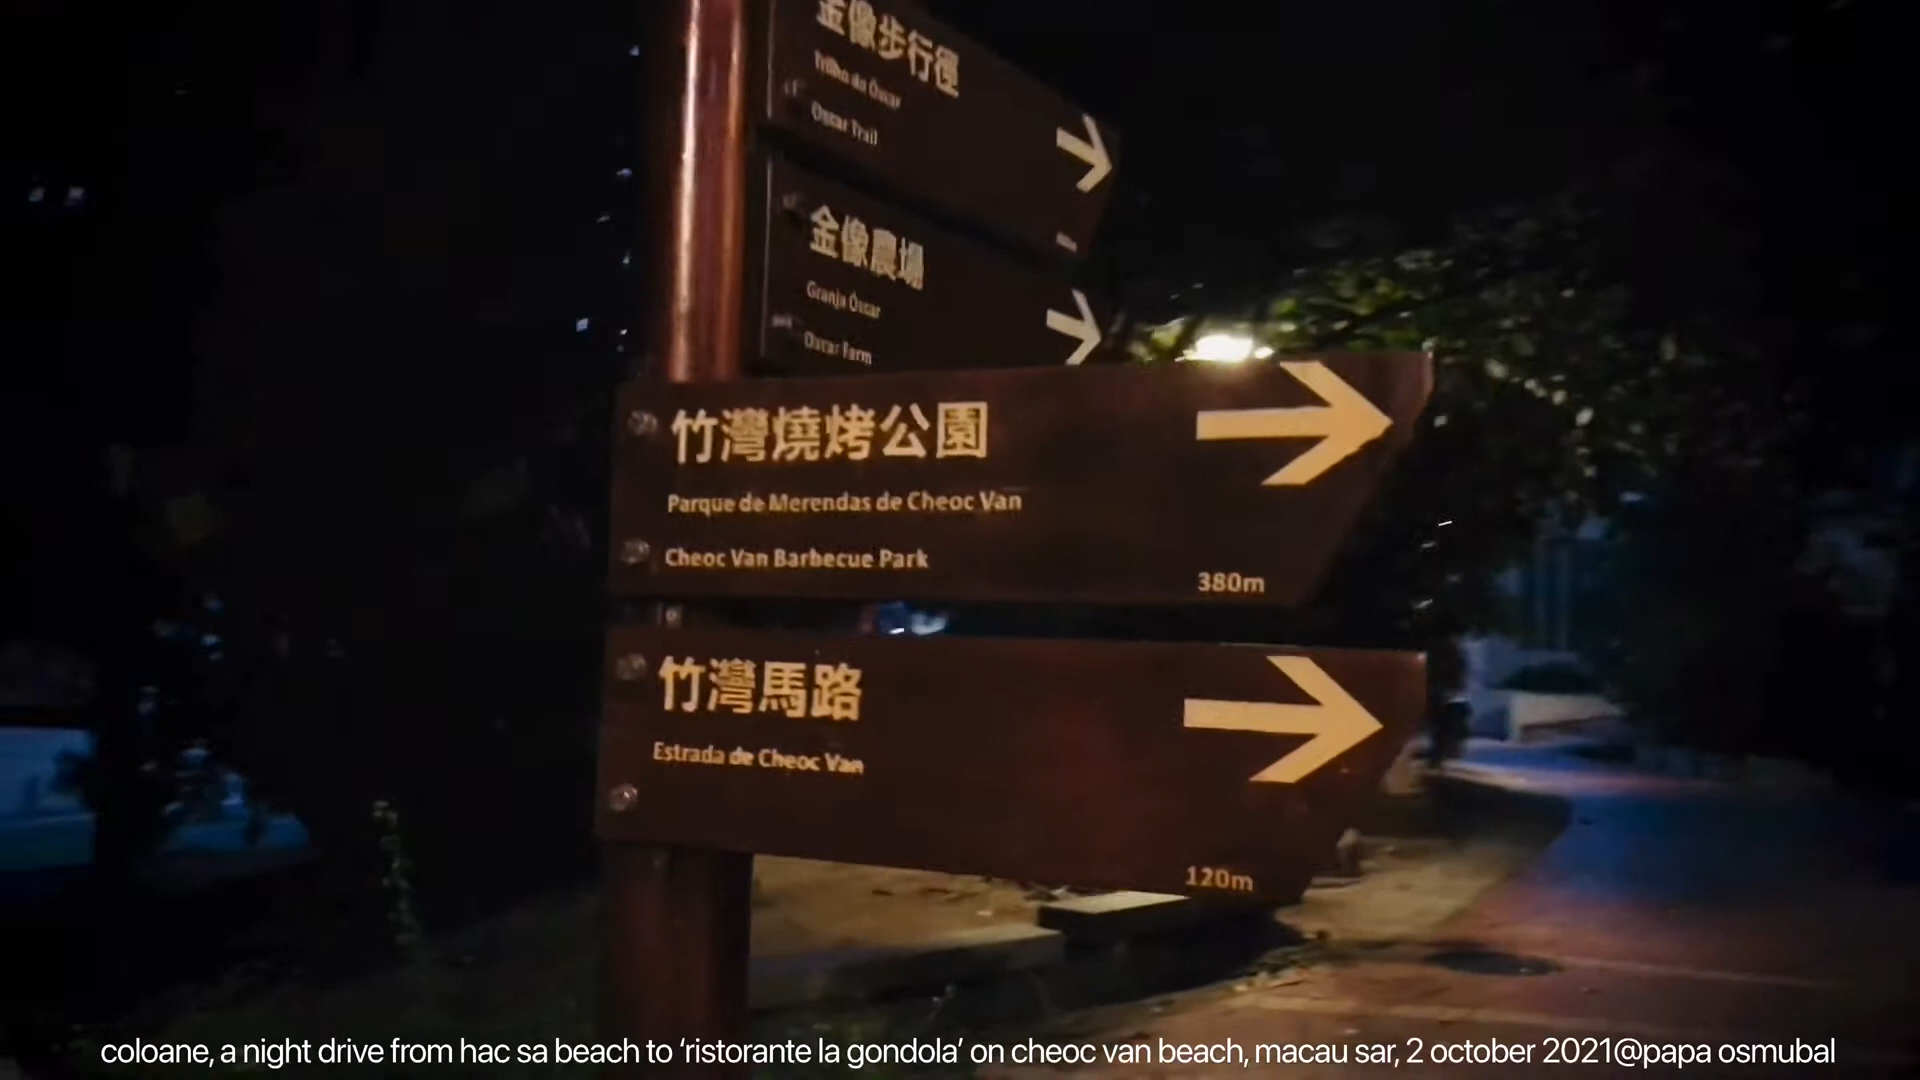 金像步行徑
Trilho do Óscar
Oscar Trail
金像農場
Granja Óscar
Oscar Farm
竹灣燒烤公園
Parque de Merendas de Cheoc Van
Cheoc Van Barbecue Park
380m
竹灣馬路
Estrada de Cheoc Van
120m
coloane, a night drive from hac sa beach to ‘ristorante la gondola’ on cheoc van beach, macau sar, 2 october 2021@papa osmubal